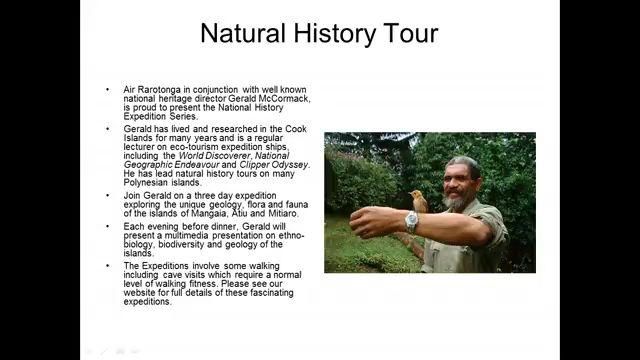 Natural History Tour
• Air Rarotonga in conjunction with well known
national heritage director Gerald McCormack,
is proud to present the National History
Expedition Series.
• Gerald has lived and researched in the Cook
Islands for many years and is a regular
lecturer on eco-tourism expedition ships,
including the World Discoverer, National
Geographic Endeavour and Clipper Odyssey.
He has lead natural history tours on many
Polynesian islands.
• Join Gerald on a three day expedition
exploring the unique geology, flora and fauna
of the islands of Mangaia, Atiu and Mitiaro.
• Each evening before dinner, Gerald will
present a multimedia presentation on ethno-
biology, biodiversity and geology of the
islands.
• The Expeditions involve some walking
including cave visits which require a normal
level of walking fitness. Please see our
website for full details of these fascinating
expeditions.